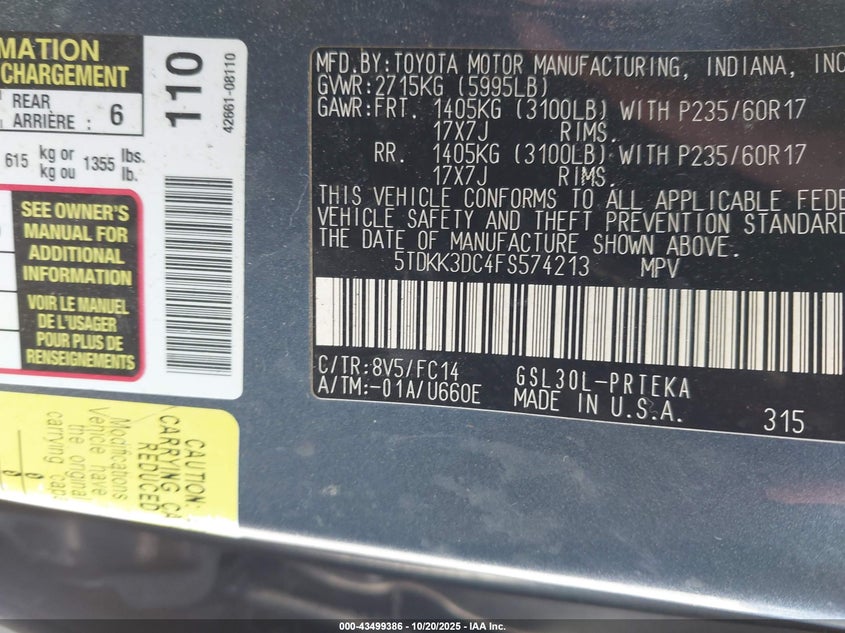 MATION
CHARGEMENT
REAR
ARRIÈRE : 6
615 kg or kg ou 1355 lbs. lb.
SEE OWNER'S
MANUAL FOR
ADDITIONAL
INFORMATION
VOIR LE MANUEL
DE L'USAGER
POUR PLUS DE
RENSEIGNEMENTS
110
42661-08110
MFD.BY:TOYOTA MOTOR MANUFACTURING, INDIANA, INC
GVWR:2715KG (5995LB)
GAWR:FRT. 1405KG (3100LB) WITH P235/60R17
17X7J RIMS.
RR. 1405KG (3100LB) WITH P235/60R17
17X7J RIMS.
THIS VEHICLE CONFORMS TO ALL APPLICABLE FEDE
VEHICLE SAFETY AND THEFT PREVENTION STANDARD
THE DATE OF MANUFACTURE SHOWN ABOVE.
5TDKK3DC4FS574213 MPV
C/TR:8V5/FC14
A/TM:-01A/U660E
GSL30L-PRTEKA
MADE IN U.S.A.
315
CAUTION:
CARRYING CA
REDUCED
Modifications
vehicle have
the original
carrying capa
000-43499386 - 10/20/2025 - IAA Inc.